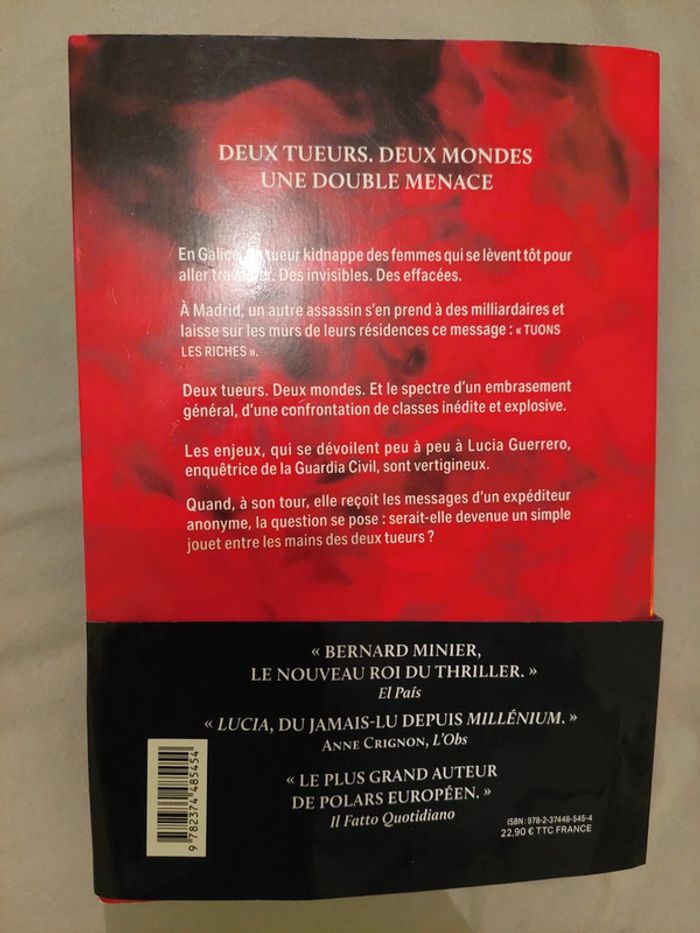 DEUX TUEURS. DEUX MONDES
UNE DOUBLE MENACE
En Galice, un tueur kidnappe des femmes qui se lèvent tôt pour
aller travailler. Des invisibles. Des effacées.
À Madrid, un autre assassin s'en prend à des milliardaires et
laisse sur les murs de leurs résidences ce message : « TUONS
LES RICHES ».
Deux tueurs. Deux mondes. Et le spectre d'un embrasement
général, d'une confrontation de classes inédite et explosive.
Les enjeux, qui se dévoilent peu à peu à Lucia Guerrero,
enquêtrice de la Guardia Civil, sont vertigineux.
Quand, à son tour, elle reçoit les messages d'un expéditeur
anonyme, la question se pose : serait-elle devenue un simple
jouet entre les mains des deux tueurs ?
« BERNARD MINIER,
LE NOUVEAU ROI DU THRILLER. »
El País
« LUCIA, DU JAMAIS-LU DEPUIS MILLÉNIUM. »
ANNE CRIGNON, L'Obs
« LE PLUS GRAND AUTEUR
DE POLARS EUROPÉEN. »
Il Fatto Quotidiano
9 782374 485454
ISBN : 978-2-37448-545-4
22,90 € TTC FRANCE